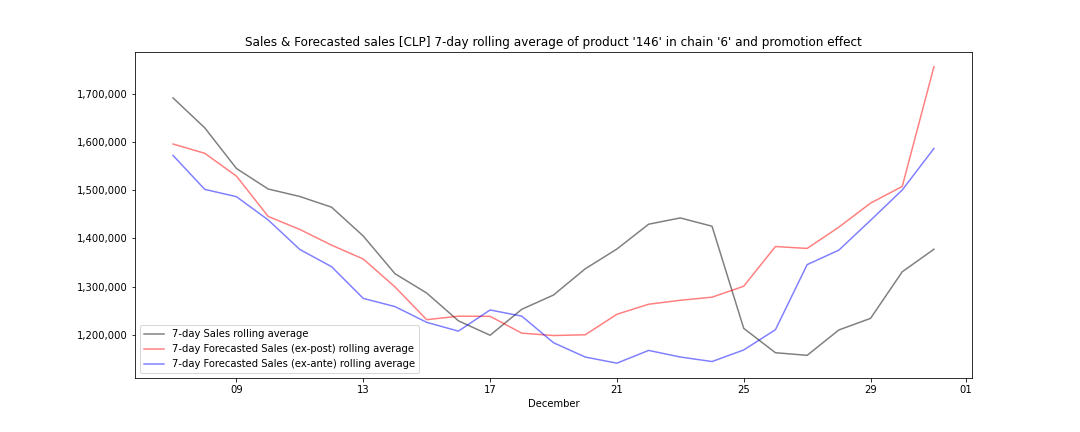 Sales & Forecasted sales [CLP] 7-day rolling average of product '146' in chain '6' and promotion effect
1,700,000
1,600,000
1,500,000
1,400,000
1,300,000
1,200,000
7-day Sales rolling average
7-day Forecasted Sales (ex-post) rolling average
7-day Forecasted Sales (ex-ante) rolling average
09 13 17 21 25 29 01
December